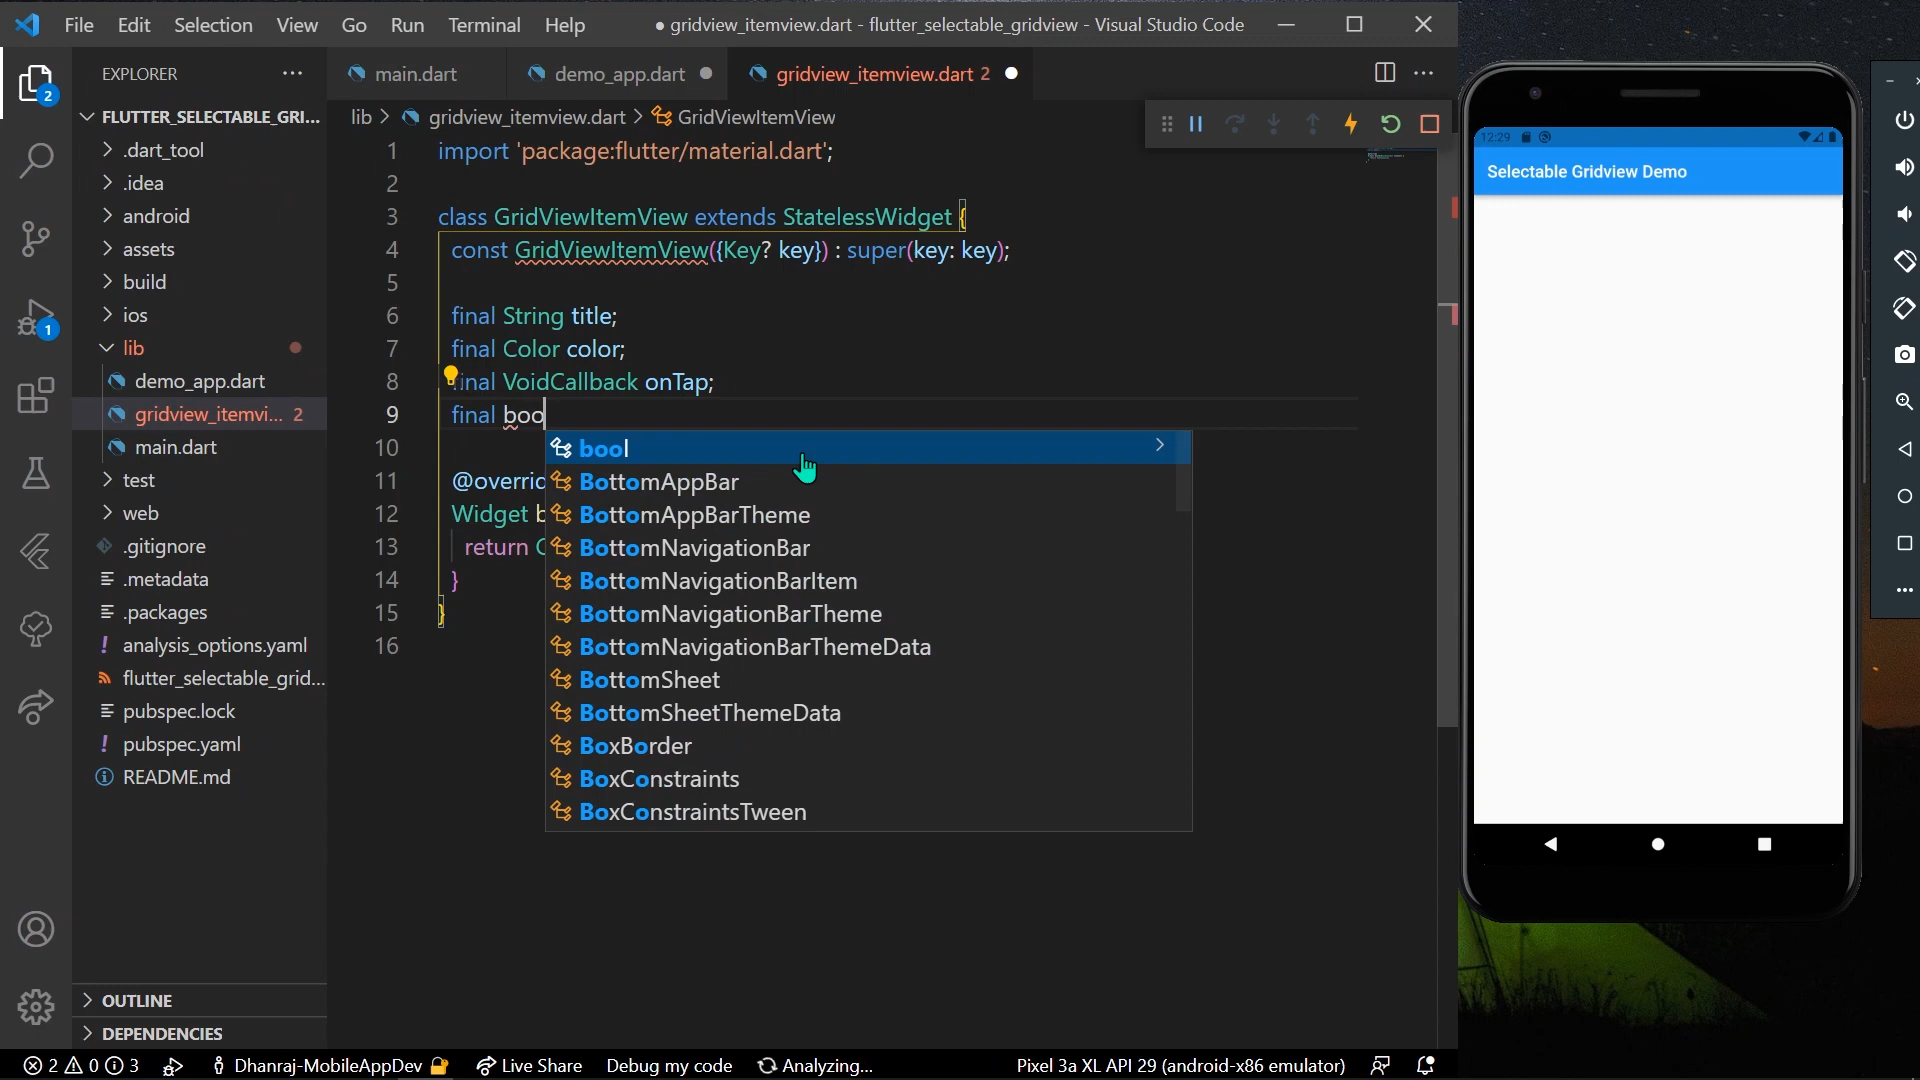 File Edit Selection View Go Run Terminal Help ● gridview_itemview.dart - flutter_selectable_gridview - Visual Studio Code
EXPLORER
main.dart
demo_app.dart
gridview_itemview.dart 2
FLUTTER_SELECTABLE_GRI...
.dart_tool
.idea
android
assets
build
ios
lib
demo_app.dart
gridview_itemvi... 2
main.dart
test
web
.gitignore
.metadata
.packages
analysis_options.yaml
flutter_selectable_grid...
pubspec.lock
pubspec.yaml
README.md
OUTLINE
DEPENDENCIES
2
1
lib > gridview_itemview.dart > GridViewItemView
1 import 'package:flutter/material.dart';
2
3 class GridViewItemView extends StatelessWidget {
4 const GridViewItemView({Key? key}) : super(key: key);
5
6 final String title;
7 final Color color;
8 inal VoidCallback onTap;
9 final boo
10
11 @overrid
12 Widget b
13 return
14 }
15 }
16
bool
BottomAppBar
BottomAppBarTheme
BottomNavigationBar
BottomNavigationBarItem
BottomNavigationBarTheme
BottomNavigationBarThemeData
BottomSheet
BottomSheetThemeData
BoxBorder
BoxConstraints
BoxConstraintsTween
12:29
Selectable Gridview Demo
2 0 3 Dhanraj-MobileAppDev Live Share Debug my code Analyzing... Pixel 3a XL API 29 (android-x86 emulator)